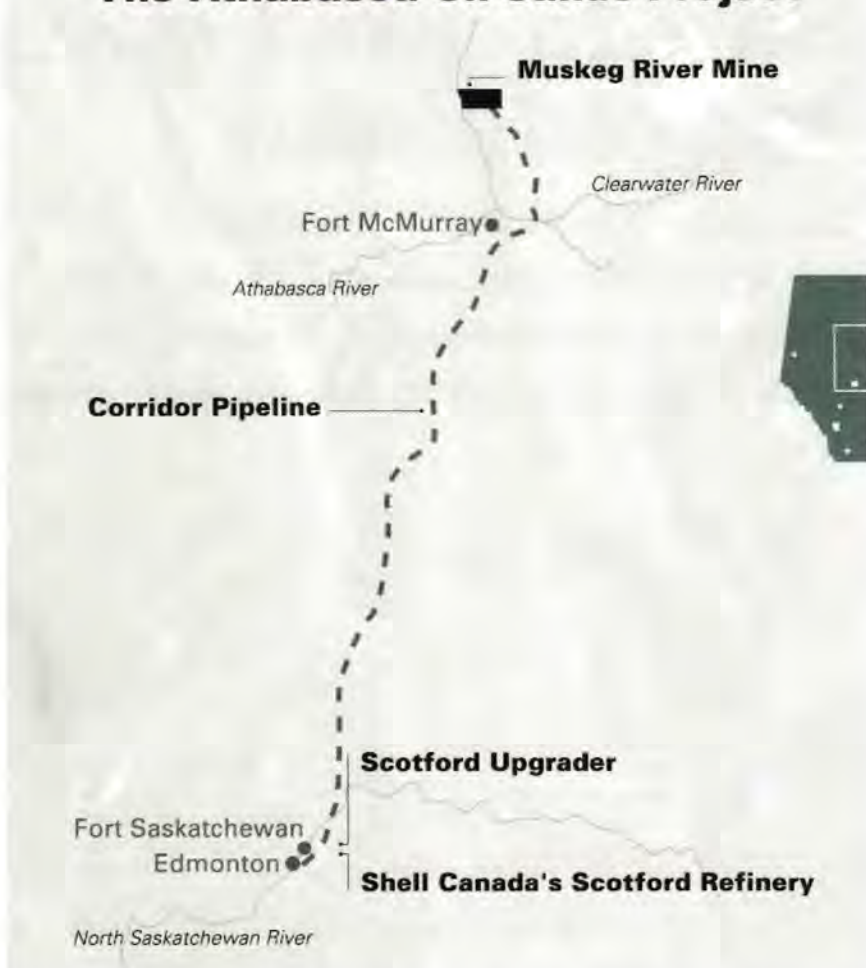 Muskeg River Mine
Clearwater River
Fort McMurray
Athabasca River
Corridor Pipeline
Scotford Upgrader
Fort Saskatchewan
Edmonton
Shell Canada's Scotford Refinery
North Saskatchewan River